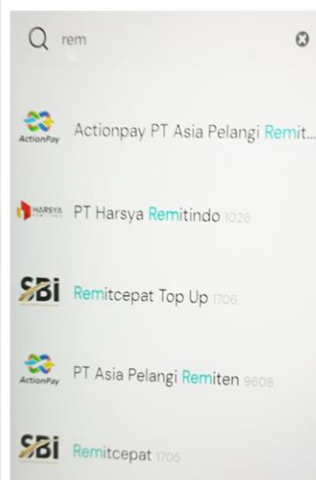 rem
ActionPay
Actionpay PT Asia Pelangi Remit...
HARSYA
PT Harsya Remitindo 1026
SBi
Remitcepat Top Up 1706
ActionPay
PT Asia Pelangi Remiten 9608
SBi
Remitcepat 1705